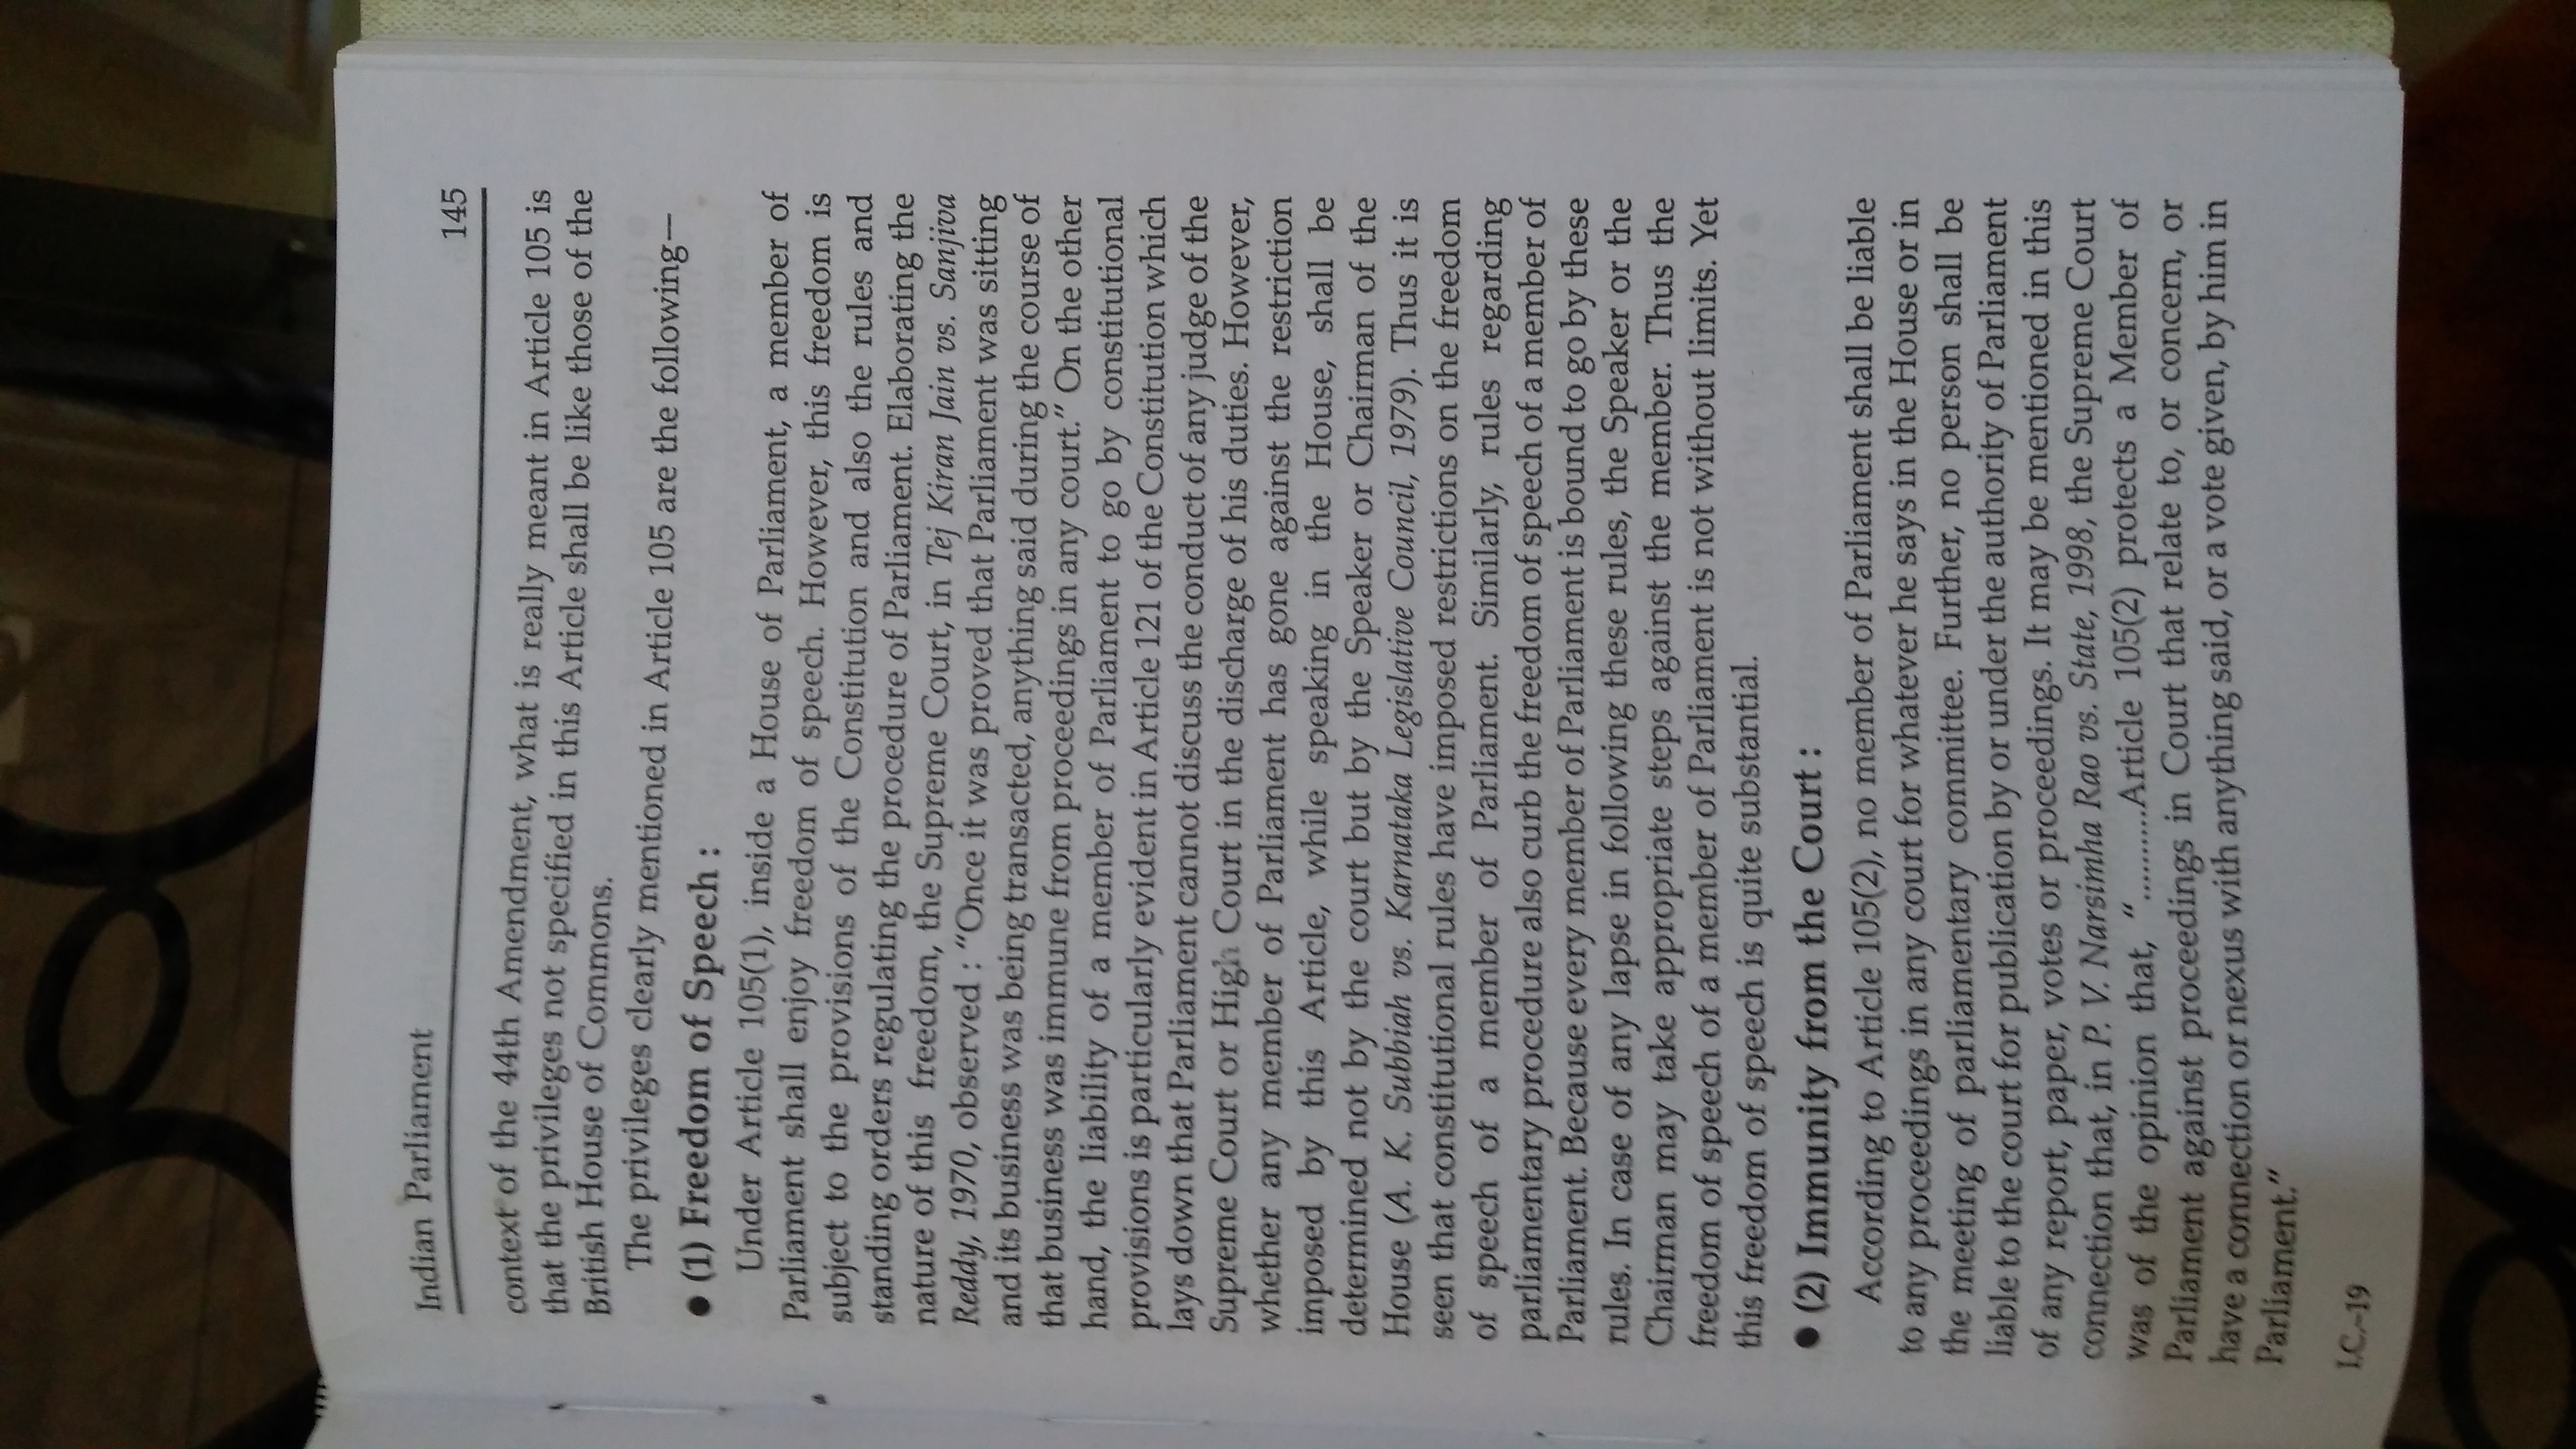 Indian Parliament 145
context of the 44th Amendment, what is really meant in Article 105 is
that the privileges not specified in this Article shall be like those of the
British House of Commons.
The privileges clearly mentioned in Article 105 are the following—
● (1) Freedom of Speech :
Under Article 105(1), inside a House of Parliament, a member of
Parliament shall enjoy freedom of speech. However, this freedom is
subject to the provisions of the Constitution and also the rules and
standing orders regulating the procedure of Parliament. Elaborating the
nature of this freedom, the Supreme Court, in Tej Kiran Jain vs. Sanjiva
Reddy, 1970, observed : "Once it was proved that Parliament was sitting
and its business was being transacted, anything said during the course of
that business was immune from proceedings in any court." On the other
hand, the liability of a member of Parliament to go by constitutional
provisions is particularly evident in Article 121 of the Constitution which
lays down that Parliament cannot discuss the conduct of any judge of the
Supreme Court or High Court in the discharge of his duties. However,
whether any member of Parliament has gone against the restriction
imposed by this Article, while speaking in the House, shall be
determined not by the court but by the Speaker or Chairman of the
House (A. K. Subbiah vs. Karnataka Legislative Council, 1979). Thus it is
seen that constitutional rules have imposed restrictions on the freedom
of speech of a member of Parliament. Similarly, rules regarding
parliamentary procedure also curb the freedom of speech of a member of
Parliament. Because every member of Parliament is bound to go by these
rules. In case of any lapse in following these rules, the Speaker or the
Chairman may take appropriate steps against the member. Thus the
freedom of speech of a member of Parliament is not without limits. Yet
this freedom of speech is quite substantial.
● (2) Immunity from the Court :
According to Article 105(2), no member of Parliament shall be liable
to any proceedings in any court for whatever he says in the House or in
the meeting of parliamentary committee. Further, no person shall be
liable to the court for publication by or under the authority of Parliament
of any report, paper, votes or proceedings. It may be mentioned in this
connection that, in P. V. Narsimha Rao vs. State, 1998, the Supreme Court
was of the opinion that, "...........Article 105(2) protects a Member of
Parliament against proceedings in Court that relate to, or concern, or
have a connection or nexus with anything said, or a vote given, by him in
Parliament."
I.C.–19